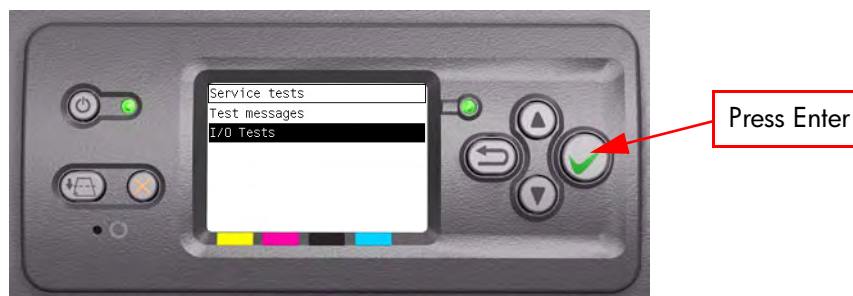 Service tests
Test messages
I/O Tests
Press Enter